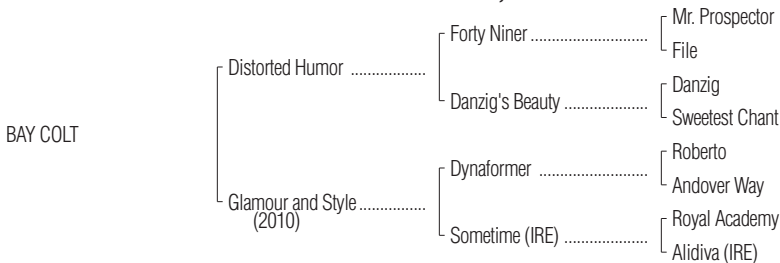 Mr. Prospector
Forty Niner ........................
File
Distorted Humor ..................
Danzig
Danzig's Beauty ..................
Sweetest Chant
BAY COLT
Roberto
Dynaformer .......................
Andover Way
Glamour and Style ................
(2010)
Royal Academy
Sometime (IRE) ..................
Alidiva (IRE)